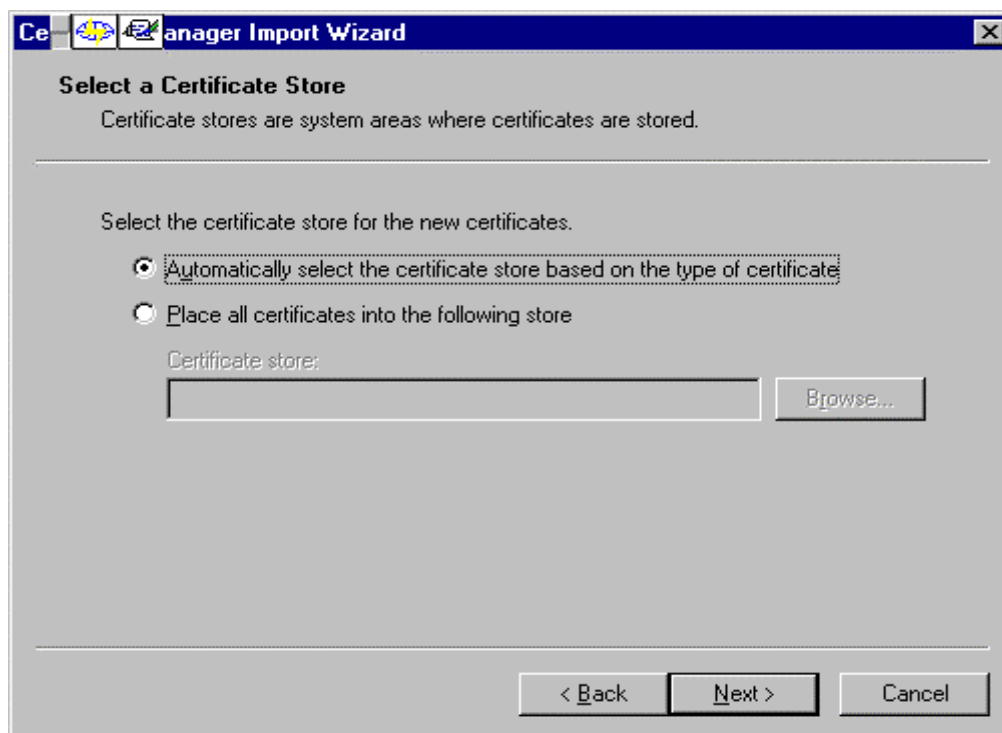 Ce anager Import Wizard
Select a Certificate Store
Certificate stores are system areas where certificates are stored.
Select the certificate store for the new certificates.
Automatically select the certificate store based on the type of certificate
Place all certificates into the following store
Certificate store:
Browse...
< Back
Next >
Cancel